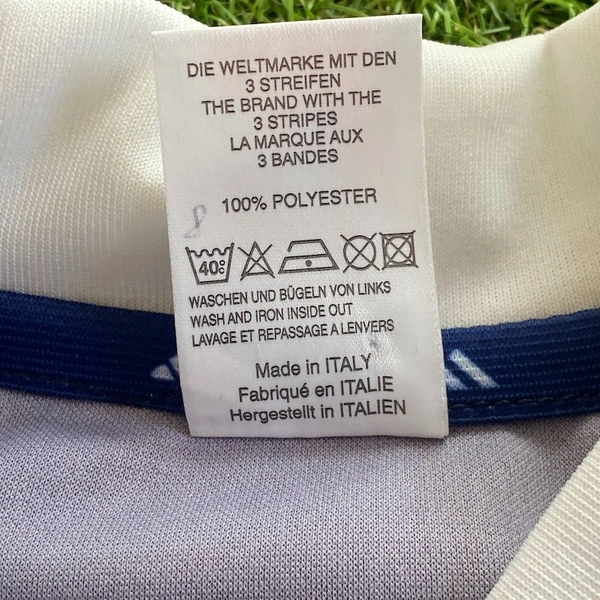 DIE WELTMARKE MIT DEN
3 STREIFEN
THE BRAND WITH THE
3 STRIPES
LA MARQUE AUX
3 BANDES
8
100% POLYESTER
40°
WASCHEN UND BÜGELN VON LINKS
WASH AND IRON INSIDE OUT
LAVAGE ET REPASSAGE A LENVERS
Made in ITALY
Fabriqué en ITALIE
Hergestellt in ITALIEN